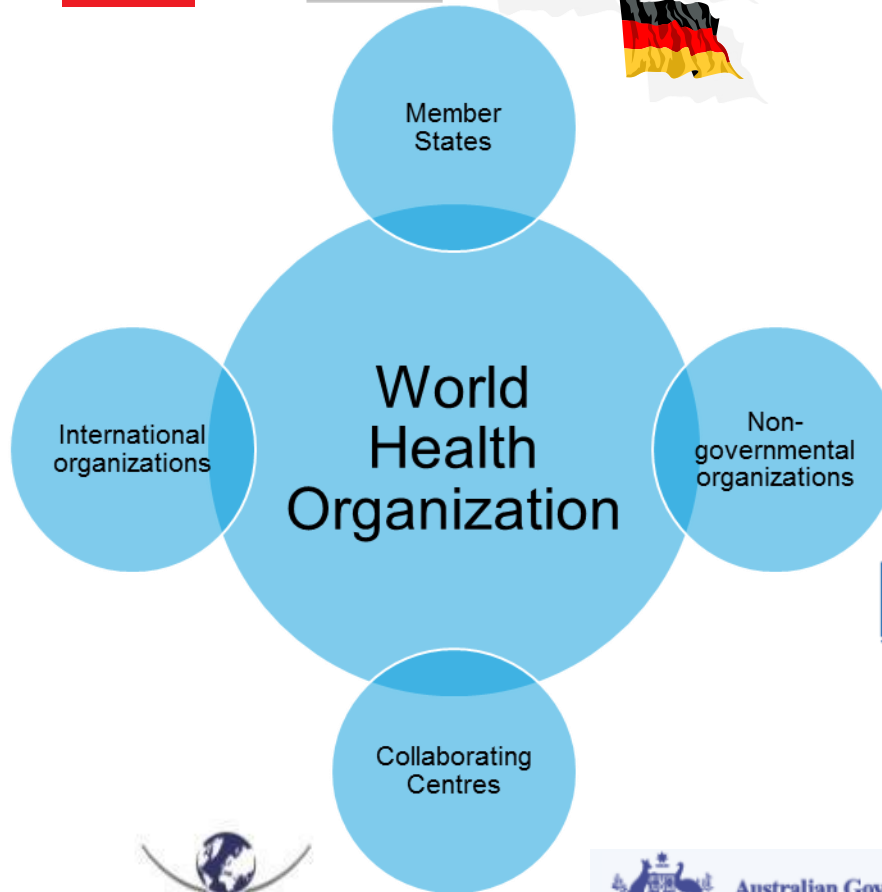 Member
States
World
Health
Organization
International
organizations
Non-
governmental
organizations
Collaborating
Centres
Australian Gov